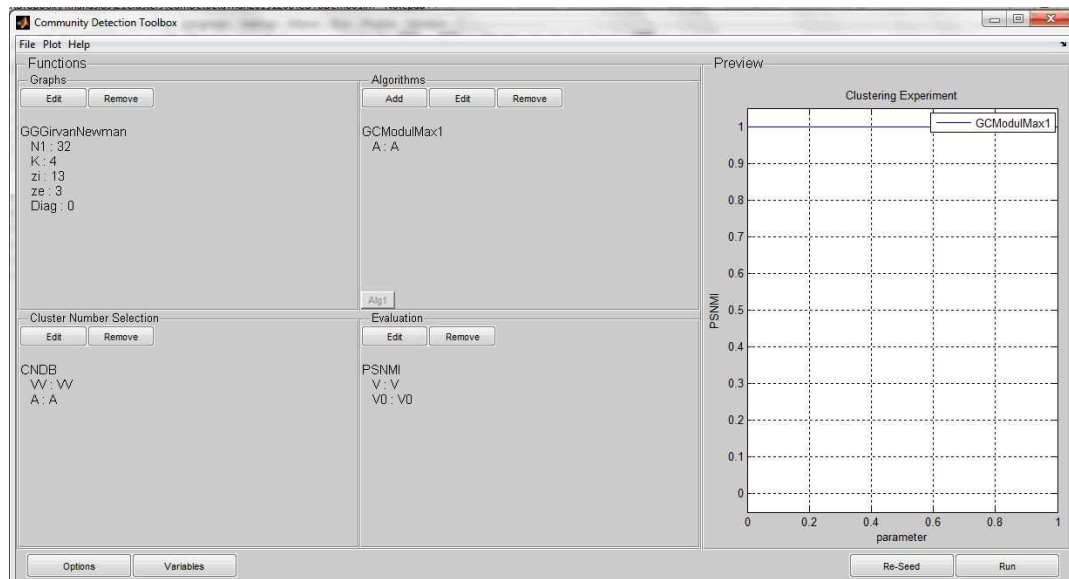 Community Detection Toolbox
File Plot Help
Functions
Graphs
Edit Remove
GGGirvanNewman
N1 : 32
K : 4
zi : 13
ze : 3
Diag : 0
Algorithms
Add Edit Remove
GCModulMax1
A : A
Alg1
Cluster Number Selection
Edit Remove
CNDB
VV : VV
A : A
Evaluation
Edit Remove
PSNMI
V : V
V0 : V0
Preview
Clustering Experiment
GCModulMax1
1
0.9
0.8
0.7
0.6
0.5
0.4
0.3
0.2
0.1
0
PSNMI
0 0.2 0.4 0.6 0.8 1
parameter
Options Variables
Re-Seed Run